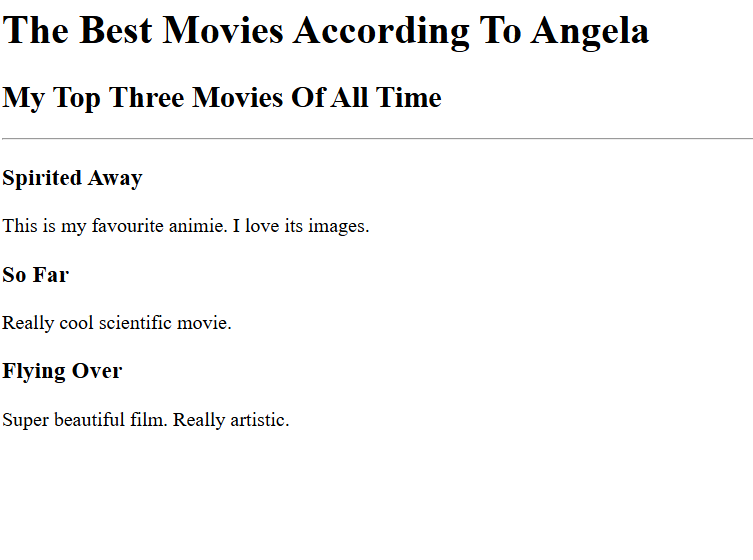 The Best Movies According To Angela
My Top Three Movies Of All Time
Spirited Away
This is my favourite animie. I love its images.
So Far
Really cool scientific movie.
Flying Over
Super beautiful film. Really artistic.